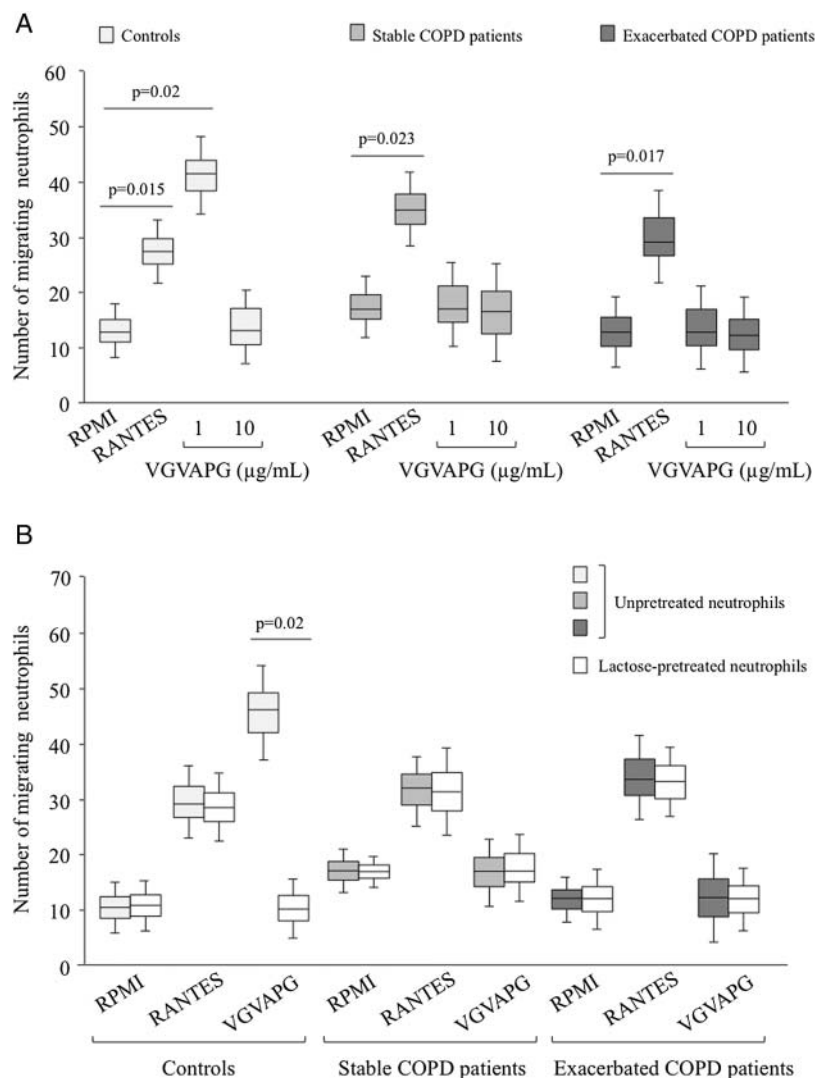 A
Controls
Stable COPD patients
Exacerbated COPD patients
Number of migrating neutrophils
60
50
40
30
20
10
0
p=0.02
p=0.015
p=0.023
p=0.017
RPMI RANTES 1 10 RPMI RANTES 1 10 RPMI RANTES 1 10
VGVAPG (µg/mL) VGVAPG (µg/mL) VGVAPG (µg/mL)
B
Number of migrating neutrophils
70
60
50
40
30
20
10
0
p=0.02
Unpretreated neutrophils
Lactose-pretreated neutrophils
RPMI RANTES VGVAPG RPMI RANTES VGVAPG RPMI RANTES VGVAPG
Controls Stable COPD patients Exacerbated COPD patients